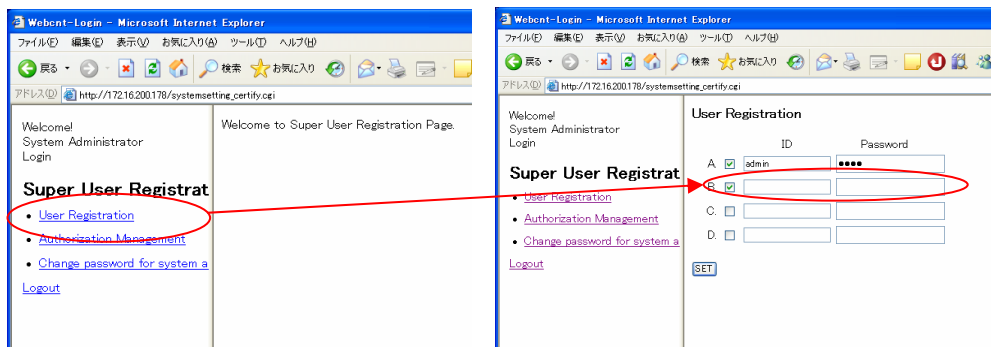 Webcnt-Login - Microsoft Internet Explorer
ファイル(F) 編集(E) 表示(V) お気に入り(A) ツール(T) ヘルプ(H)
戻る 検索 お気に入り
アドレス(D) http://172.16.200.178/systemsetting_certify.cgi
Welcome!
System Administrator
Login
Super User Registrat
User Registration
Authorization Management
Change password for system a
Logout
Welcome to Super User Registration Page.
Webcnt-Login - Microsoft Internet Explorer
ファイル(F) 編集(E) 表示(V) お気に入り(A) ツール(T) ヘルプ(H)
戻る 検索 お気に入り
アドレス(D) http://172.16.200.178/systemsetting_certify.cgi
Welcome!
System Administrator
Login
Super User Registrat
User Registration
Authorization Management
Change password for system a
Logout
User Registration
ID Password
A. admin ●●●●
B.
C.
D.
SET